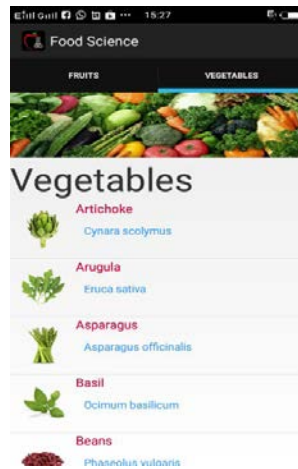 15:27
Food Science
FRUITS VEGETABLES
Vegetables
Artichoke
Cynara scolymus
Arugula
Eruca sativa
Asparagus
Asparagus officinalis
Basil
Ocimum basilicum
Beans
Phaseolus vulgaris